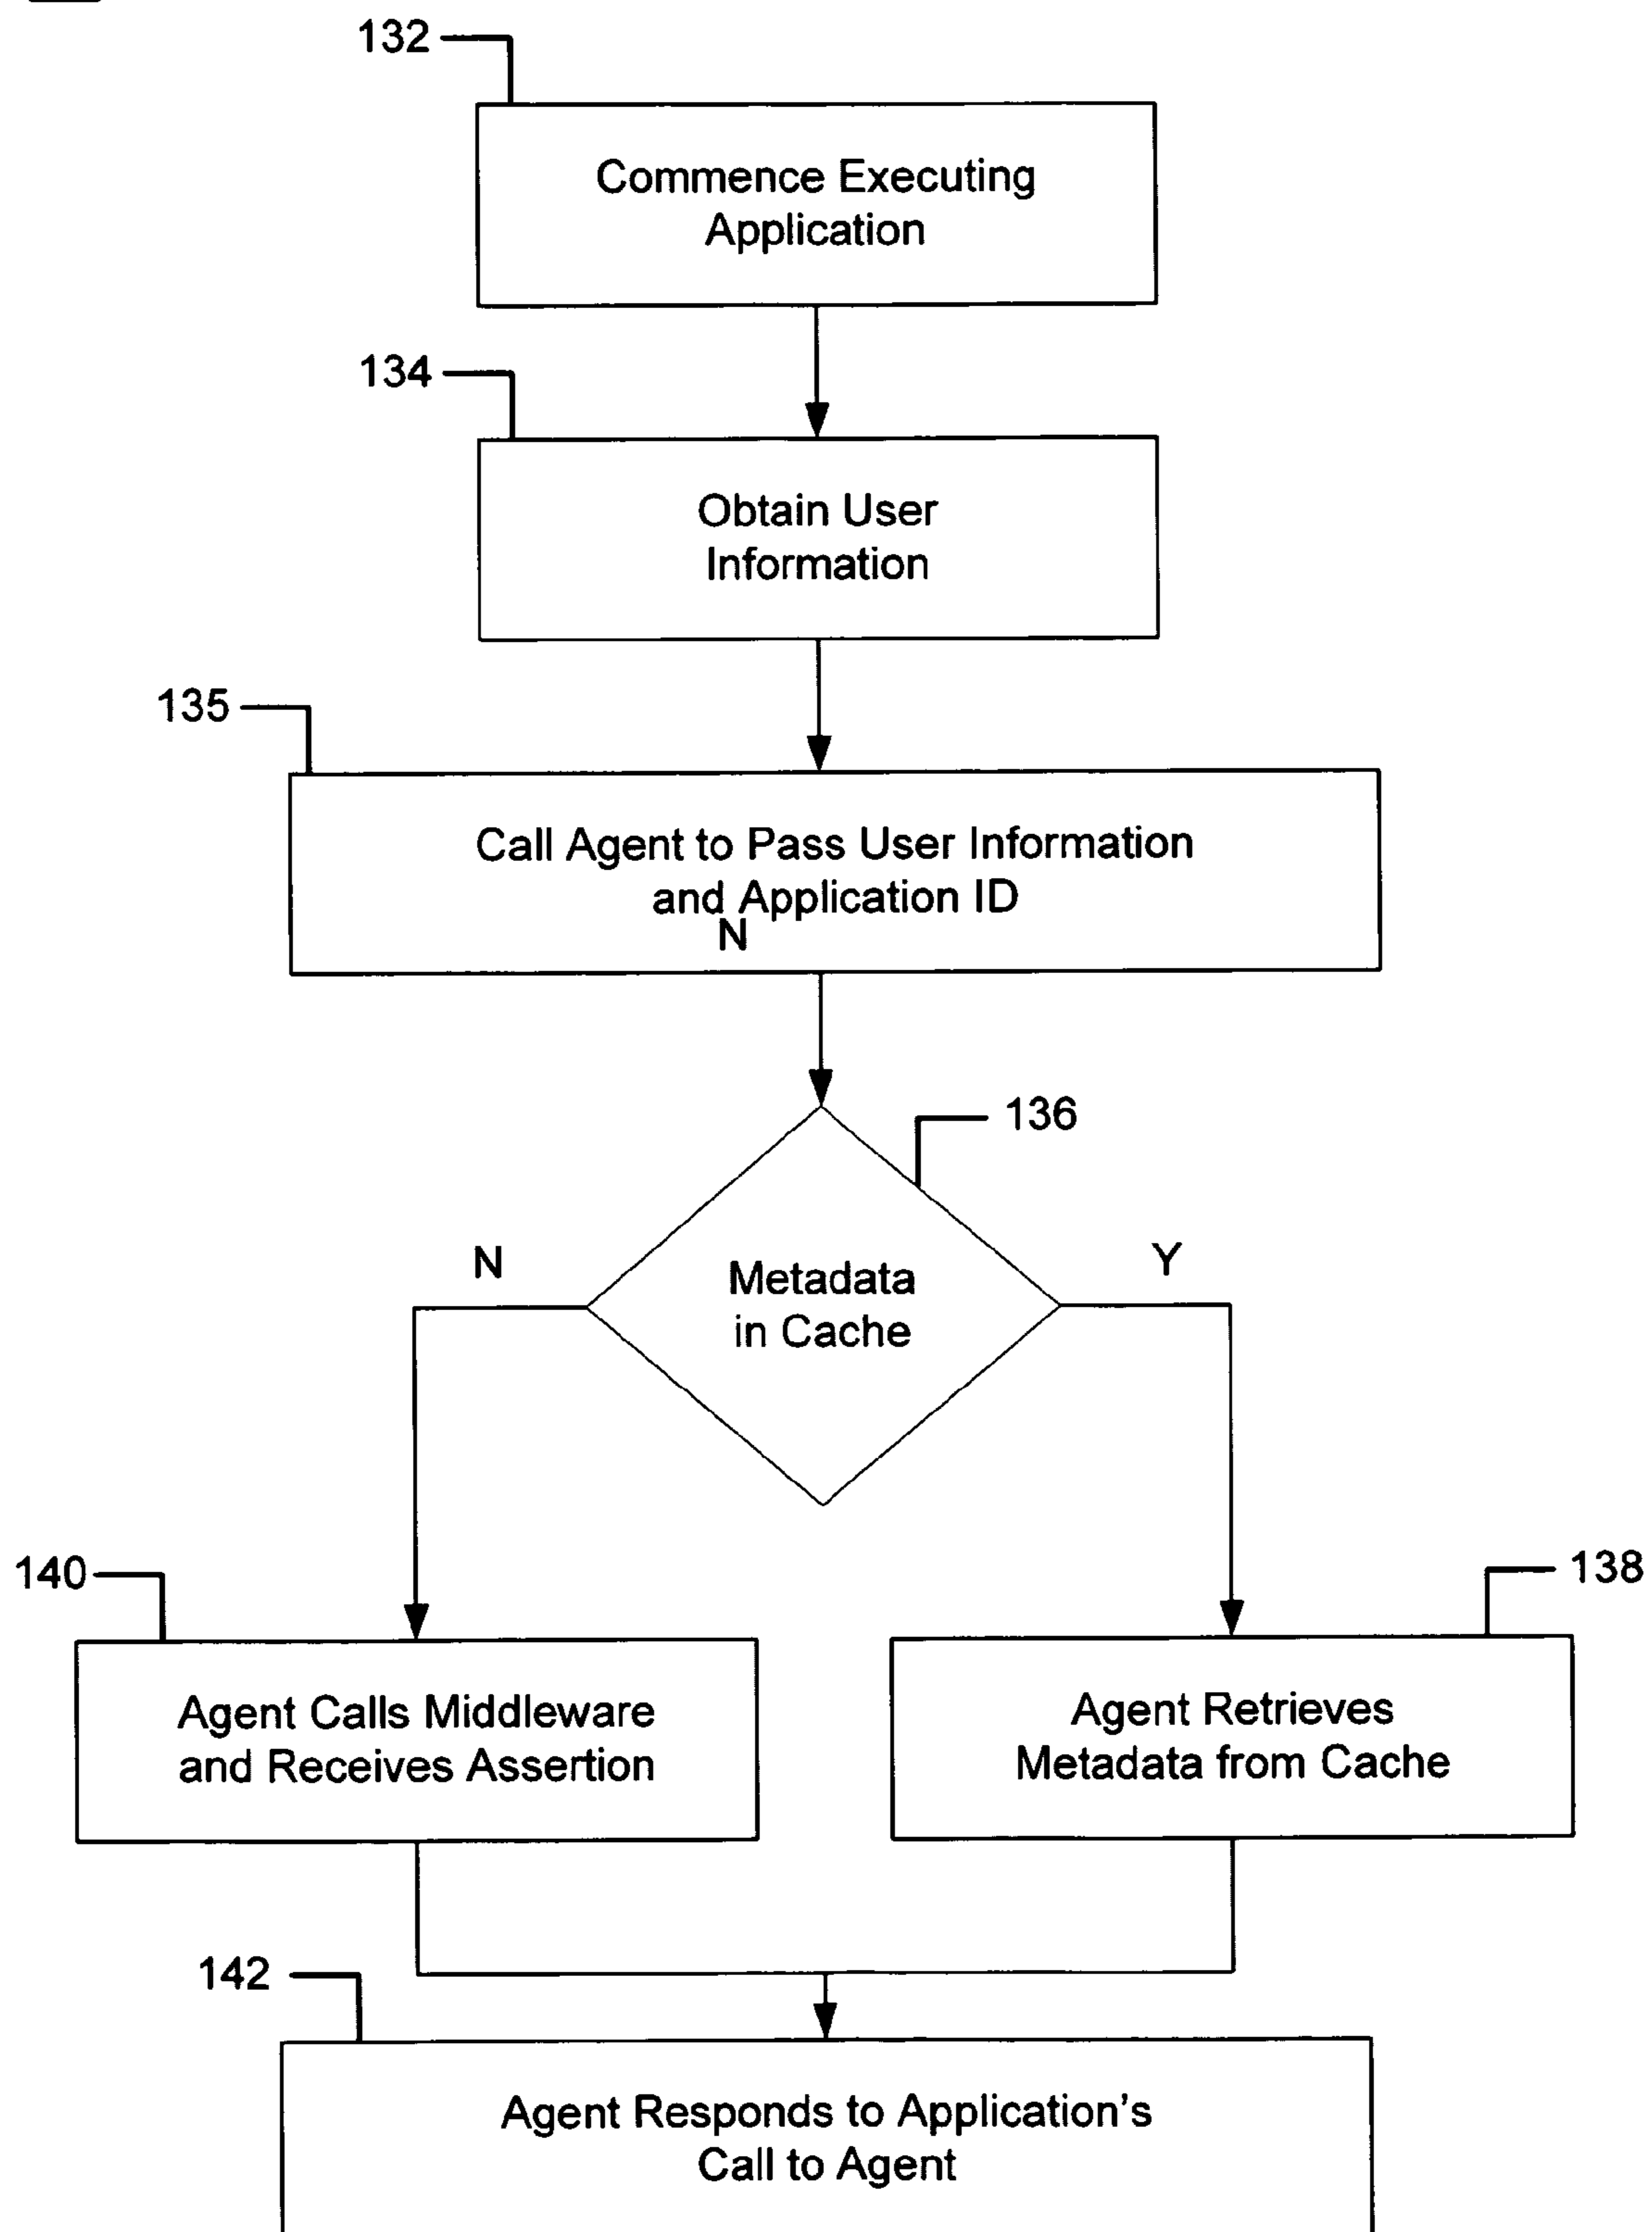 132
Commence Executing
Application
134
Obtain User
Information
135
Call Agent to Pass User Information
and Application ID
N
136
N
Y
Metadata
in Cache
140
138
Agent Calls Middleware
and Receives Assertion
Agent Retrieves
Metadata from Cache
142
Agent Responds to Application's
Call to Agent